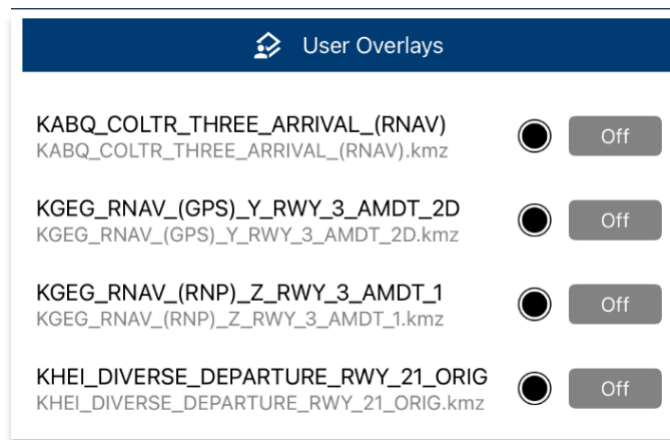 User Overlays
KABQ_COLTR_THREE_ARRIVAL_(RNAV)
KABQ_COLTR_THREE_ARRIVAL_(RNAV).kmz
Off
KGEG_RNAV_(GPS)_Y_RWY_3_AMDT_2D
KGEG_RNAV_(GPS)_Y_RWY_3_AMDT_2D.kmz
Off
KGEG_RNAV_(RNP)_Z_RWY_3_AMDT_1
KGEG_RNAV_(RNP)_Z_RWY_3_AMDT_1.kmz
Off
KHEI_DIVERSE_DEPARTURE_RWY_21_ORIG
KHEI_DIVERSE_DEPARTURE_RWY_21_ORIG.kmz
Off